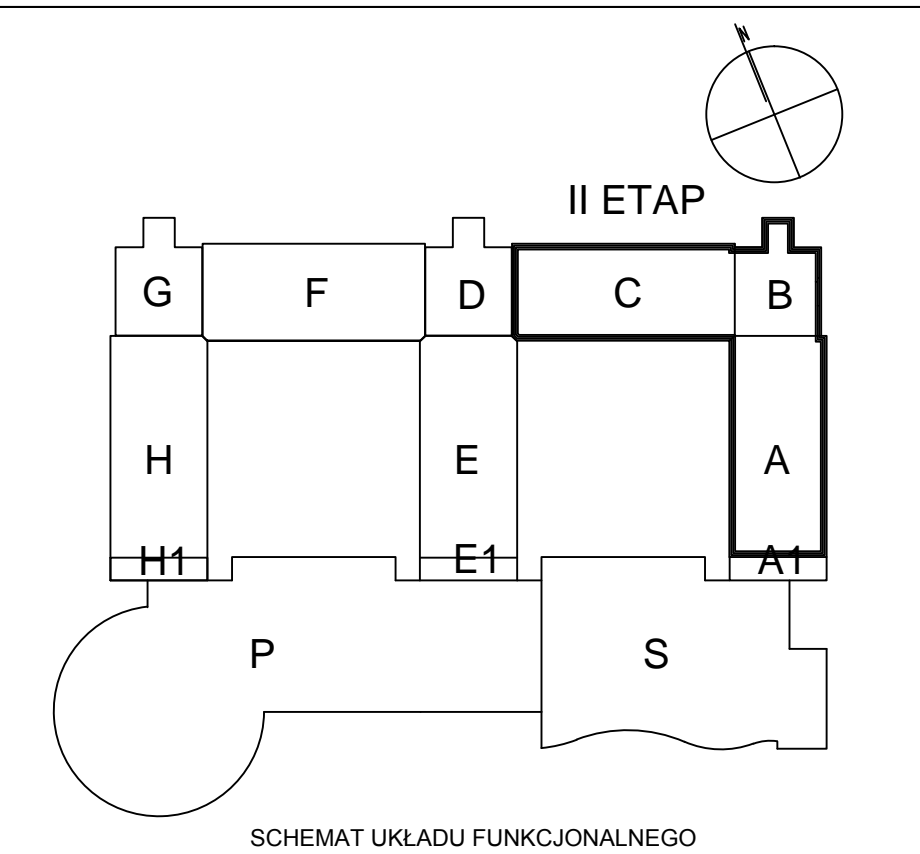 N
II ETAP
G F D C B
H E A
H1 E1 A1
P S
SCHEMAT UKŁADU FUNKCJONALNEGO